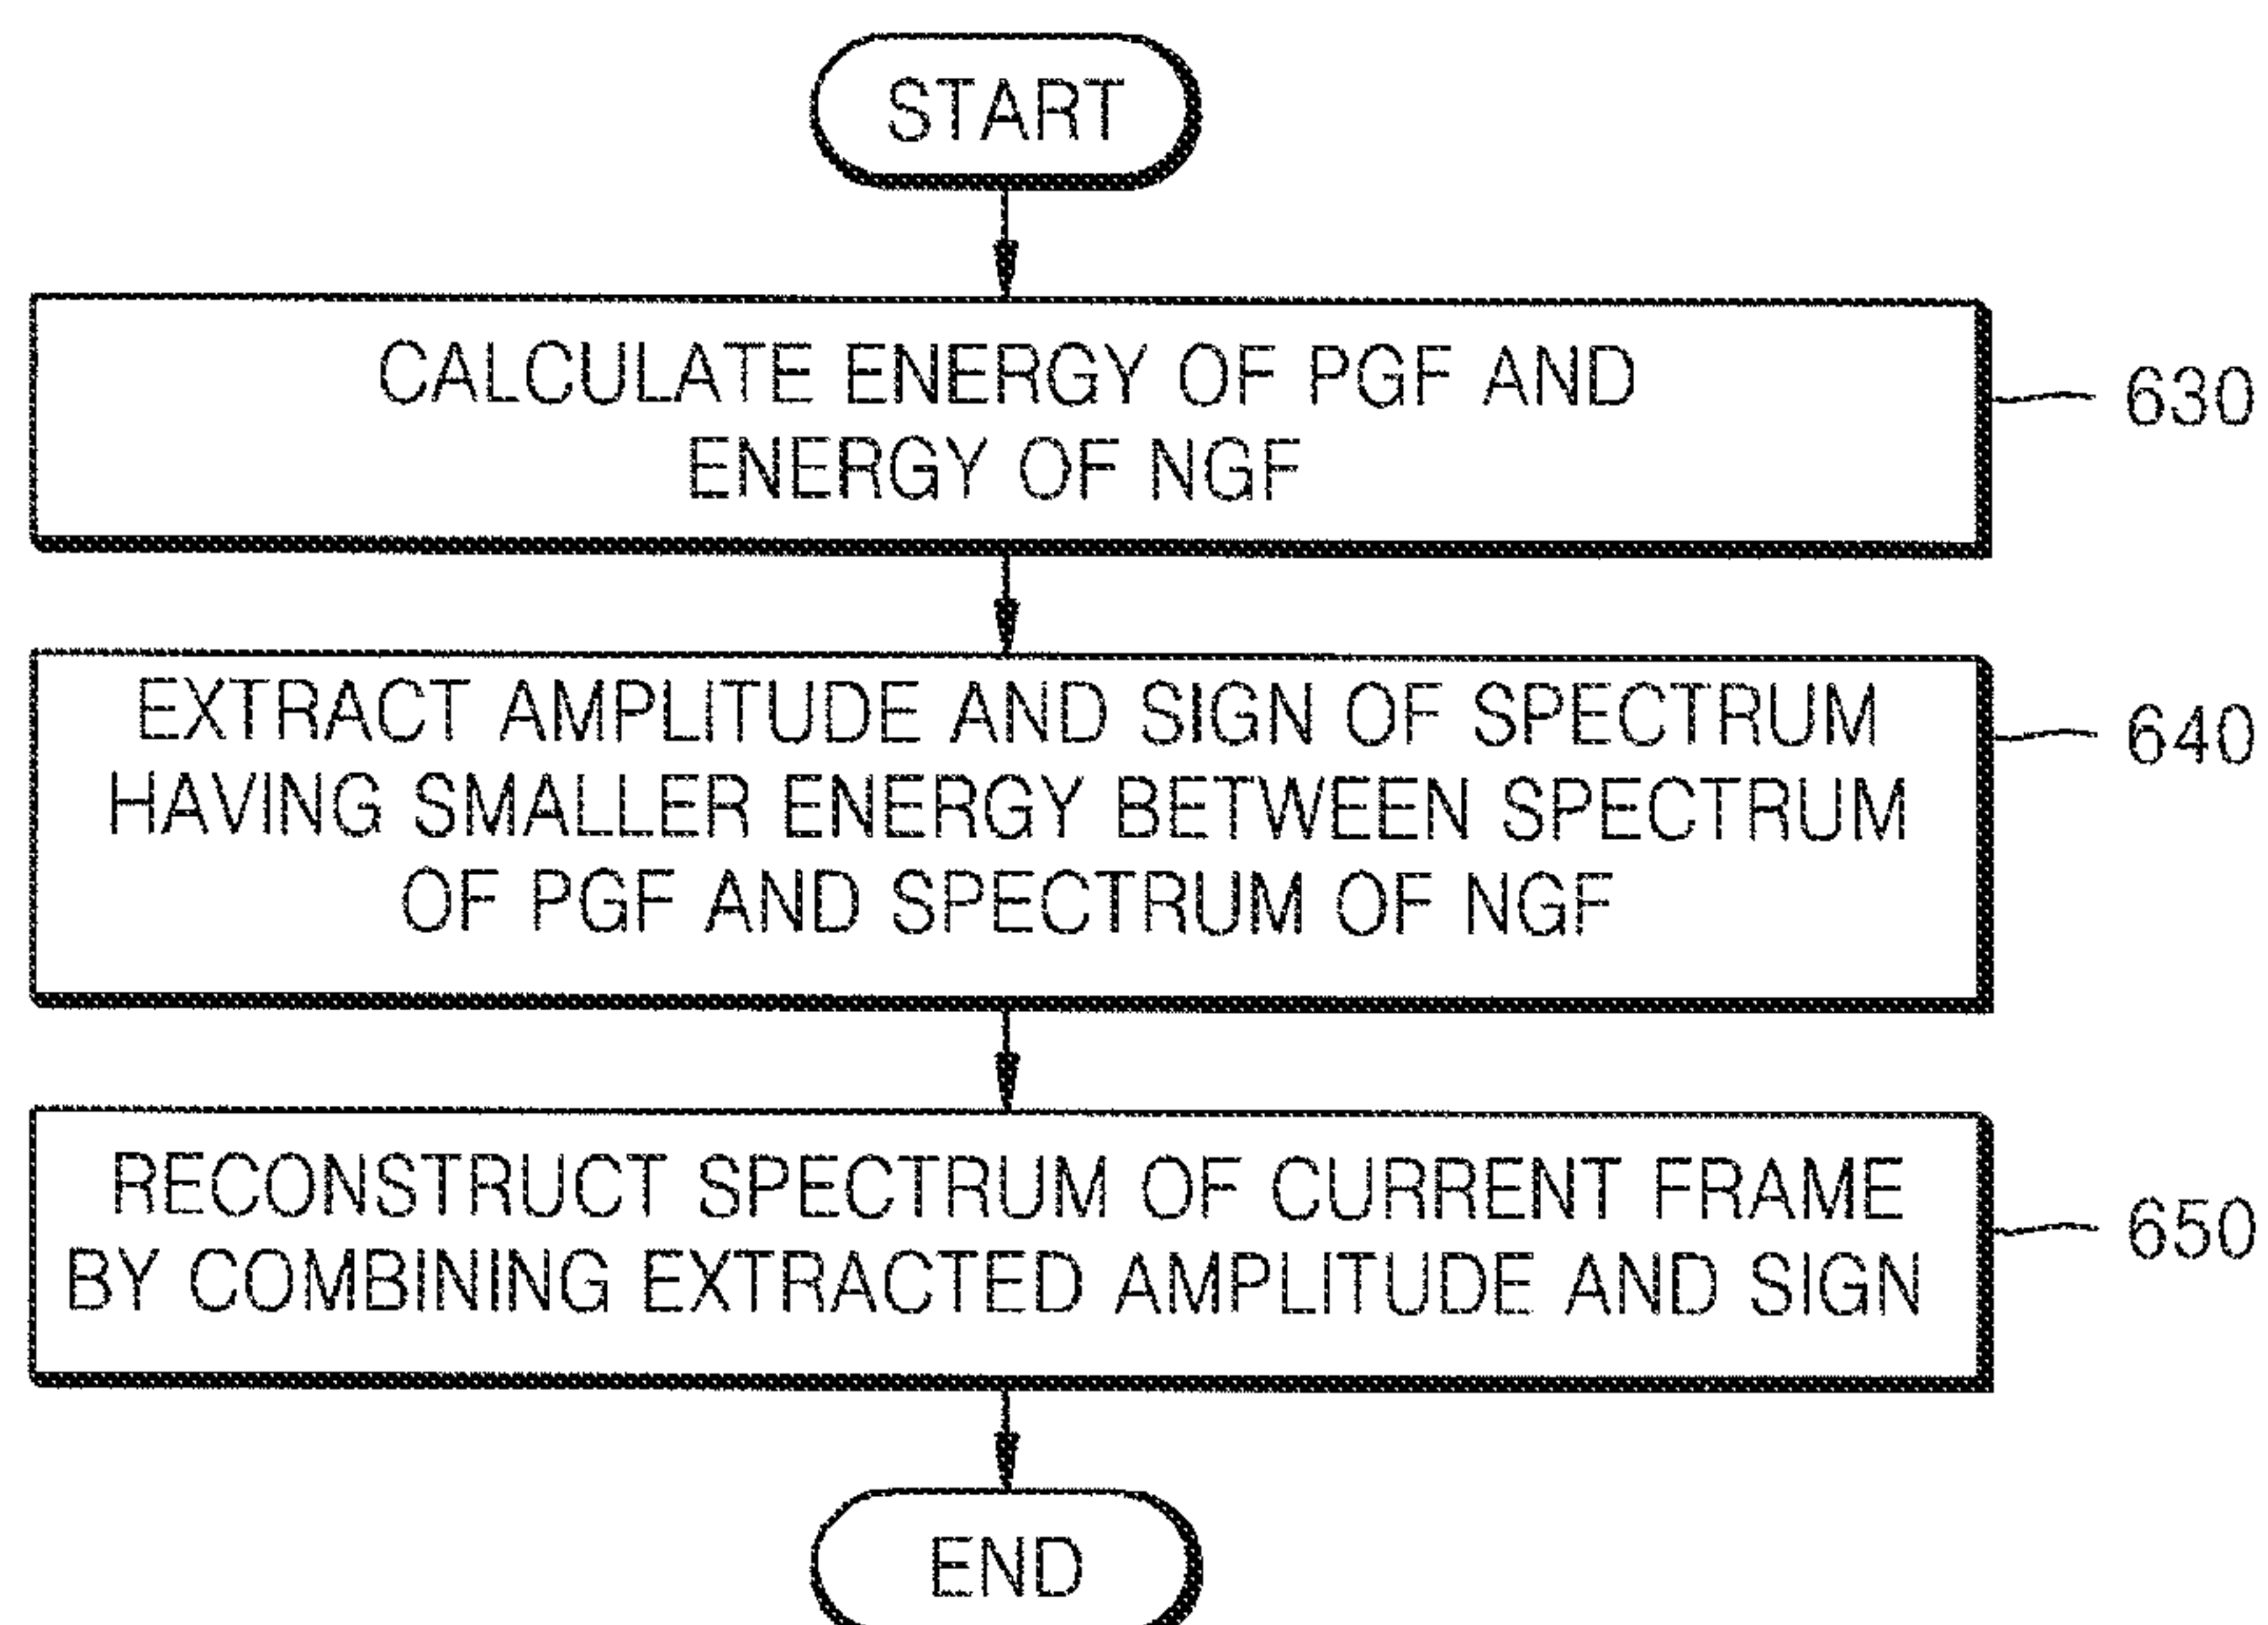 START
CALCULATE ENERGY OF PGF AND
ENERGY OF NGF
630
EXTRACT AMPLITUDE AND SIGN OF SPECTRUM
HAVING SMALLER ENERGY BETWEEN SPECTRUM
OF PGF AND SPECTRUM OF NGF
640
RECONSTRUCT SPECTRUM OF CURRENT FRAME
BY COMBINING EXTRACTED AMPLITUDE AND SIGN
650
END